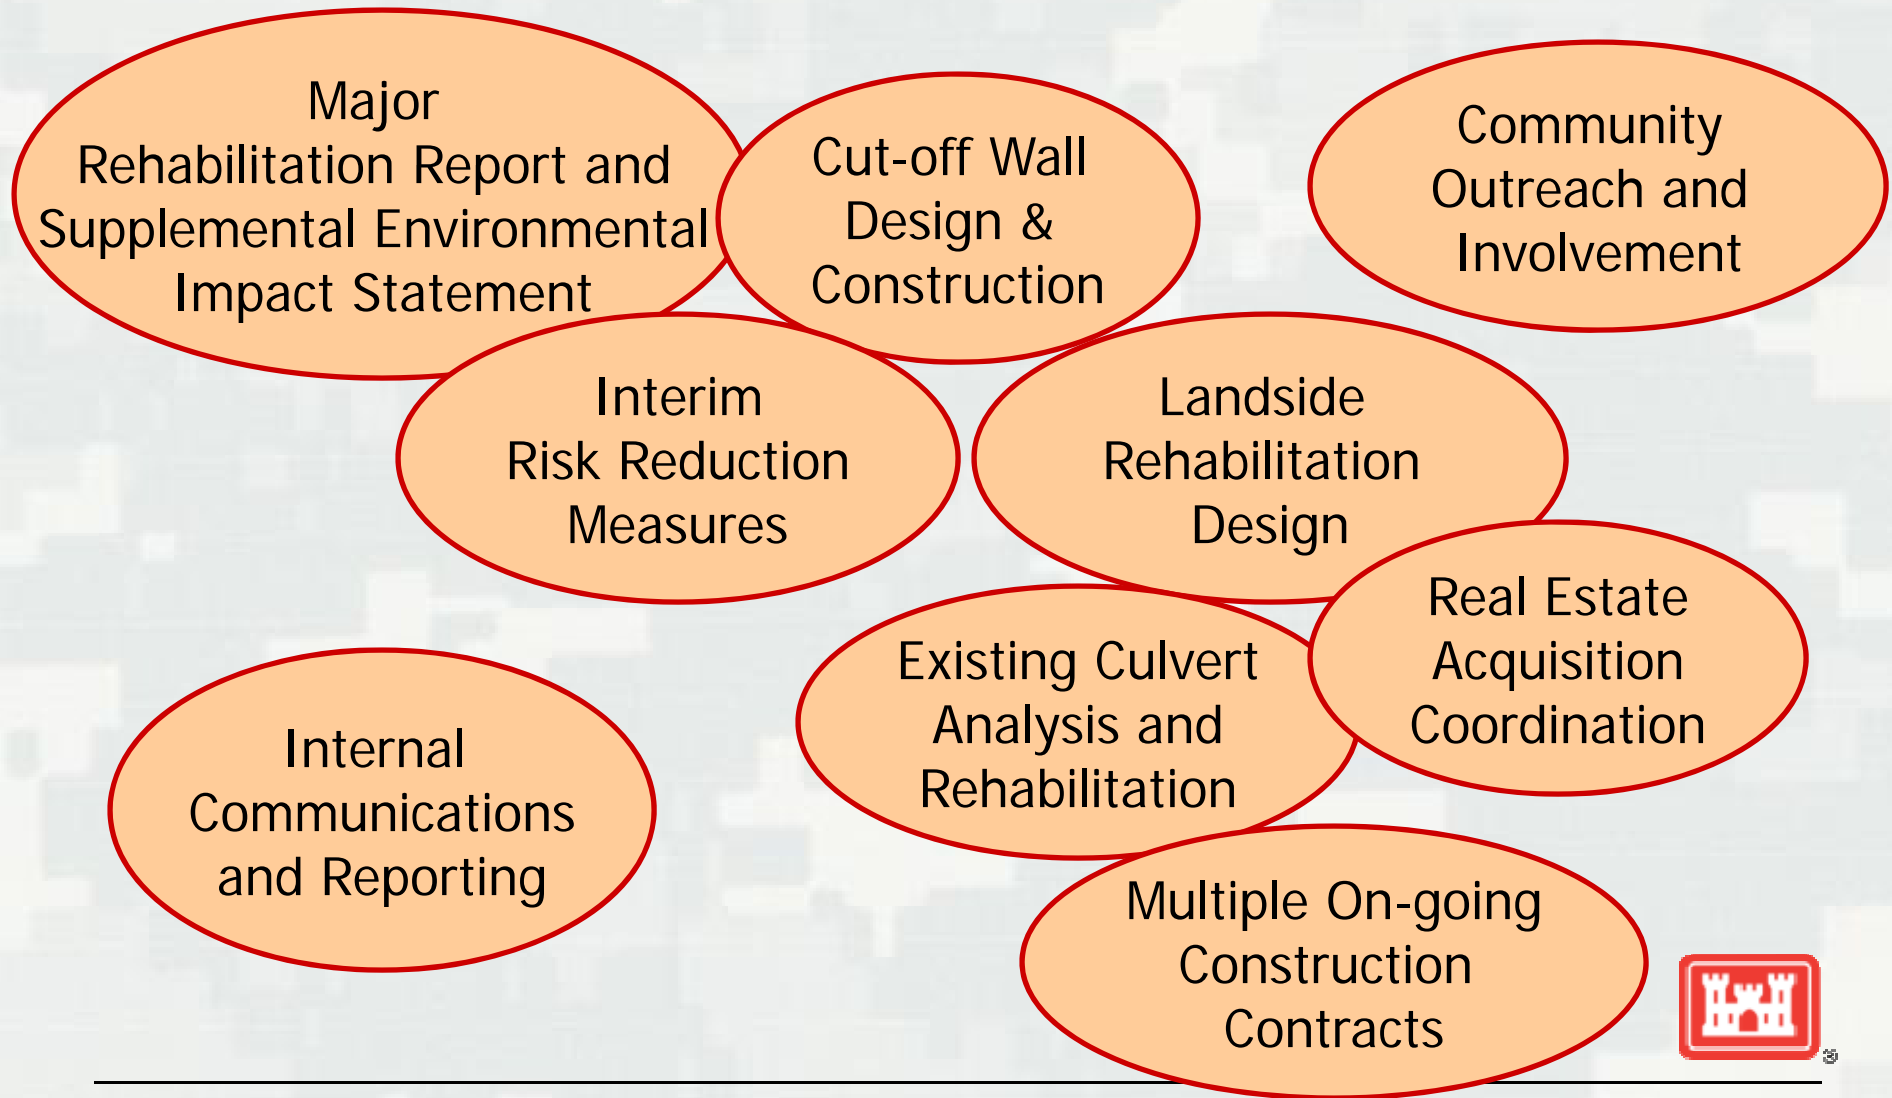 Major
Rehabilitation Report and
Supplemental Environmental
Impact Statement
Cut-off Wall
Design &
Construction
Community
Outreach and
Involvement
Interim
Risk Reduction
Measures
Landside
Rehabilitation
Design
Real Estate
Acquisition
Coordination
Existing Culvert
Analysis and
Rehabilitation
Internal
Communications
and Reporting
Multiple On-going
Construction
Contracts
®